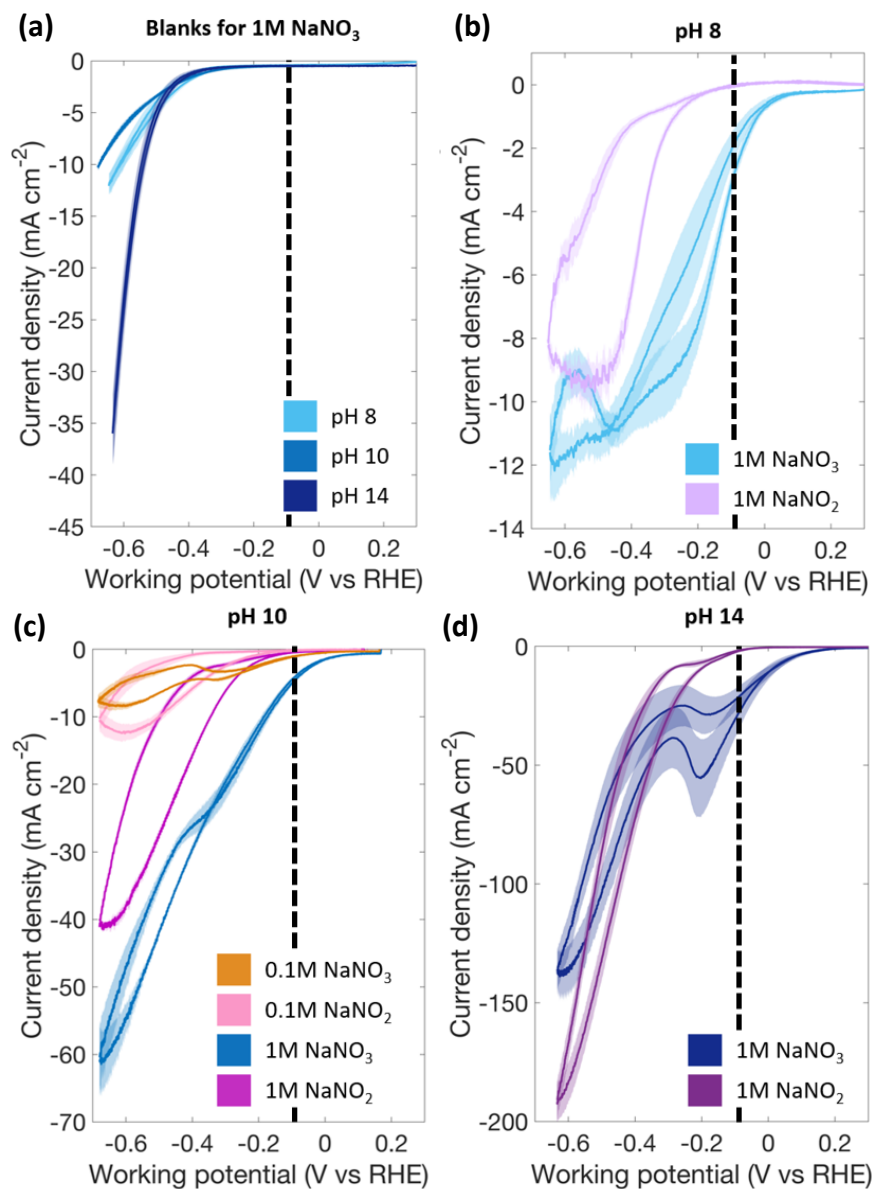 (a)
Blanks for 1M NaNO₃
0
-5
-10
-15
-20
-25
-30
-35
-40
-45
Current density (mA cm⁻²)
pH 8
pH 10
pH 14
-0.6
-0.4
-0.2
0
0.2
Working potential (V vs RHE)
(b)
pH 8
0
-2
-4
-6
-8
-10
-12
-14
Current density (mA cm⁻²)
1M NaNO₃
1M NaNO₂
-0.6
-0.4
-0.2
0
0.2
Working potential (V vs RHE)
(c)
pH 10
0
-10
-20
-30
-40
-50
-60
-70
Current density (mA cm⁻²)
0.1M NaNO₃
0.1M NaNO₂
1M NaNO₃
1M NaNO₂
-0.6
-0.4
-0.2
0
0.2
Working potential (V vs RHE)
(d)
pH 14
0
-50
-100
-150
-200
Current density (mA cm⁻²)
1M NaNO₃
1M NaNO₂
-0.6
-0.4
-0.2
0
0.2
Working potential (V vs RHE)